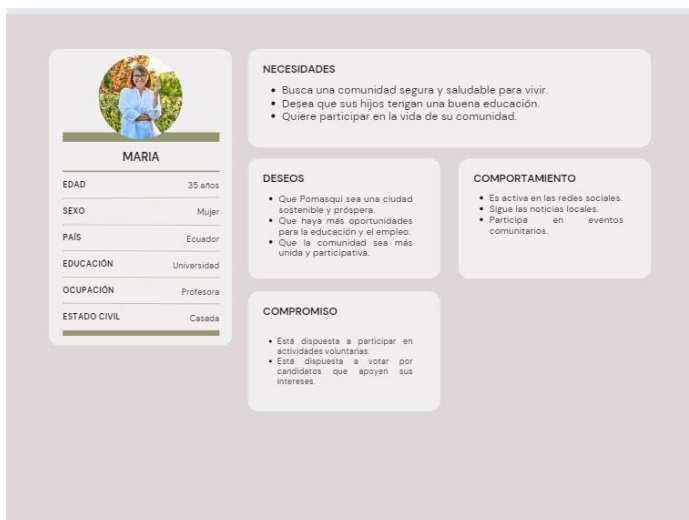 MARIA
EDAD 35 años
SEXO Mujer
PAÍS Ecuador
EDUCACIÓN Universidad
OCUPACIÓN Profesora
ESTADO CIVIL Casada
NECESIDADES
• Busca una comunidad segura y saludable para vivir.
• Desea que sus hijos tengan una buena educación.
• Quiere participar en la vida de su comunidad.
DESEOS
• Que Pomasqui sea una ciudad
sostenible y próspera.
• Que haya más oportunidades
para la educación y el empleo.
• Que la comunidad sea más
unida y participativa.
COMPORTAMIENTO
• Es activa en las redes sociales.
• Sigue las noticias locales.
• Participa en eventos
comunitarios.
COMPROMISO
• Está dispuesta a participar en
actividades voluntarias.
• Está dispuesta a votar por
candidatos que apoyen sus
intereses.